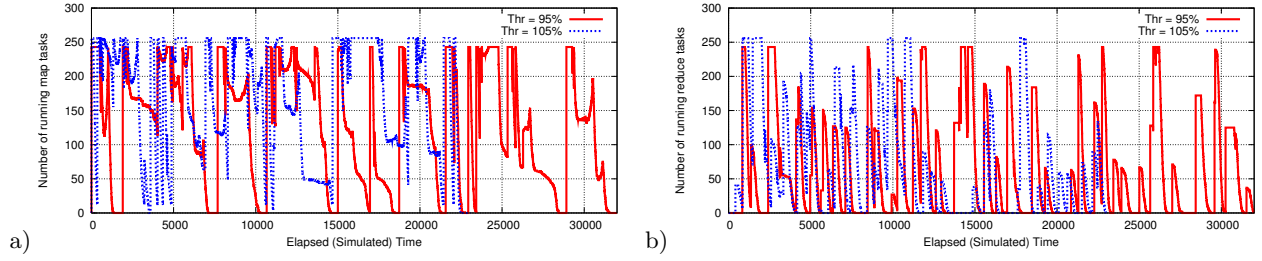 a)
Number of running map tasks
300
250
200
150
100
50
0
0 5000 10000 15000 20000 25000 30000
Elapsed (Simulated) Time
Thr = 95%
Thr = 105%
b)
Number of running reduce tasks
300
250
200
150
100
50
0
0 5000 10000 15000 20000 25000 30000
Elapsed (Simulated) Time
Thr = 95%
Thr = 105%